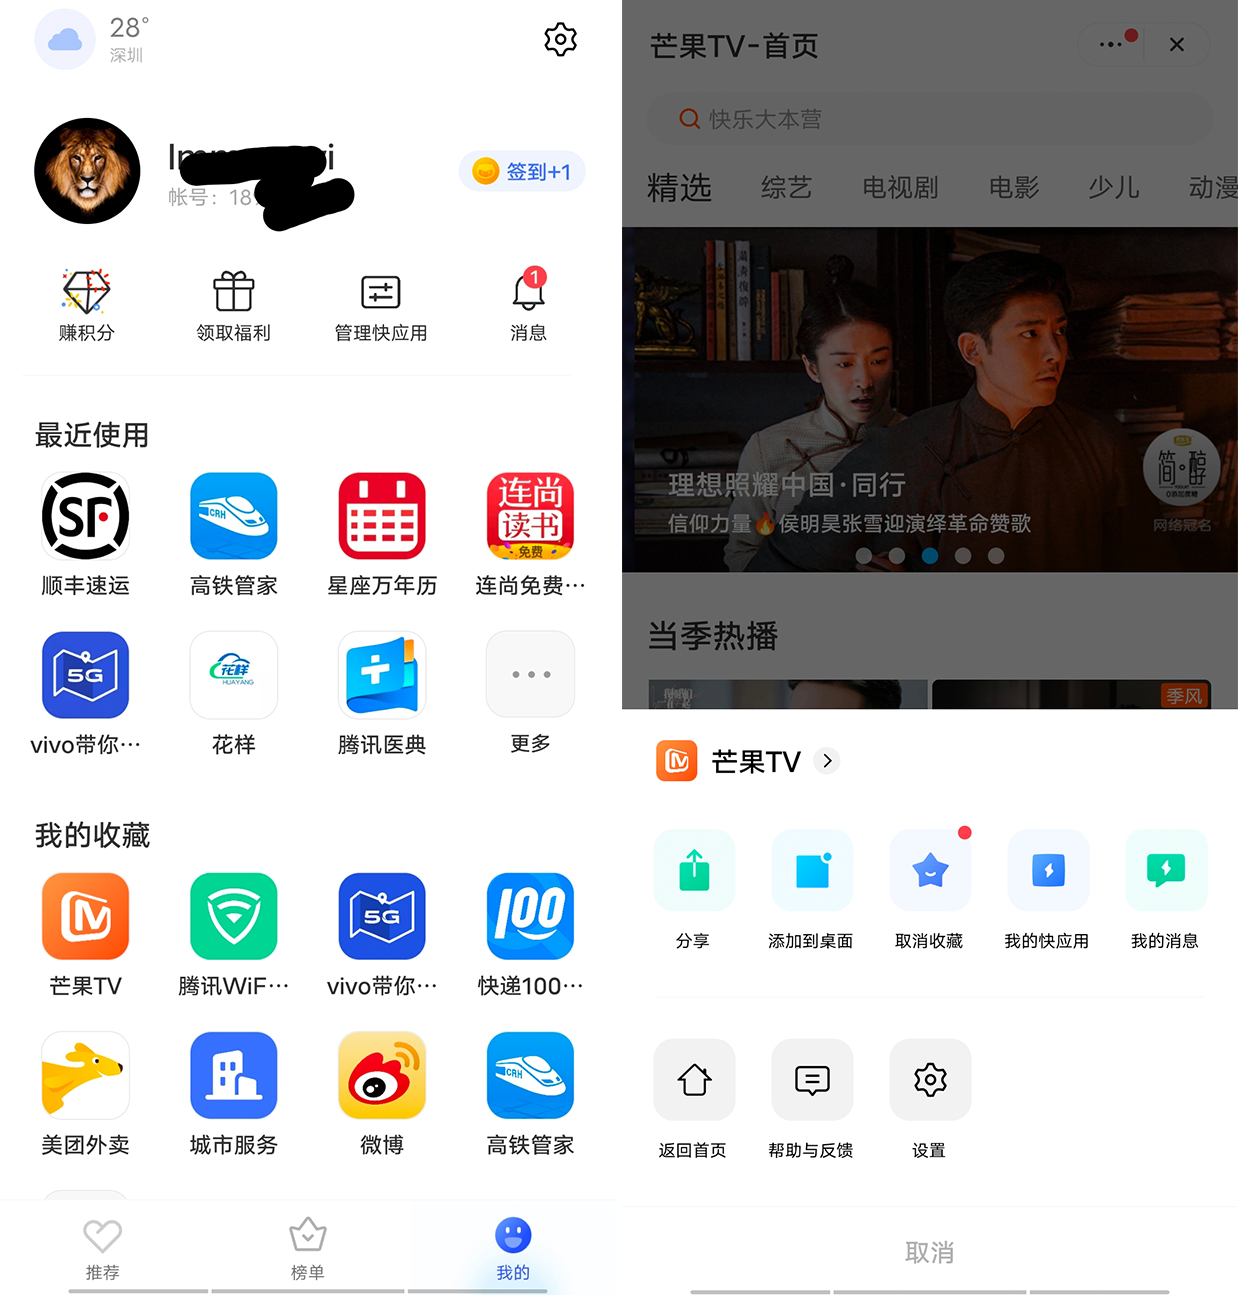 28°
深圳
签到+1
帐号：18
赚积分
领取福利
管理快应用
1
消息
最近使用
SF
CRH
连尚
读书
免费
顺丰速运
高铁管家
星座万年历
连尚免费…
5G
花样
HUAYANG
vivo带你…
花样
腾讯医典
更多
我的收藏
5G
100
芒果TV
腾讯WiF…
vivo带你…
快递100…
CRH
美团外卖
城市服务
微博
高铁管家
推荐
榜单
我的
芒果TV-首页
快乐大本营
精选
综艺
电视剧
电影
少儿
动漫
简·醇
0添加蔗糖
网络冠名
理想照耀中国·同行
信仰力量🔥侯明昊张雪迎演绎革命赞歌
当季热播
季风
芒果TV
分享
添加到桌面
取消收藏
我的快应用
我的消息
返回首页
帮助与反馈
设置
取消